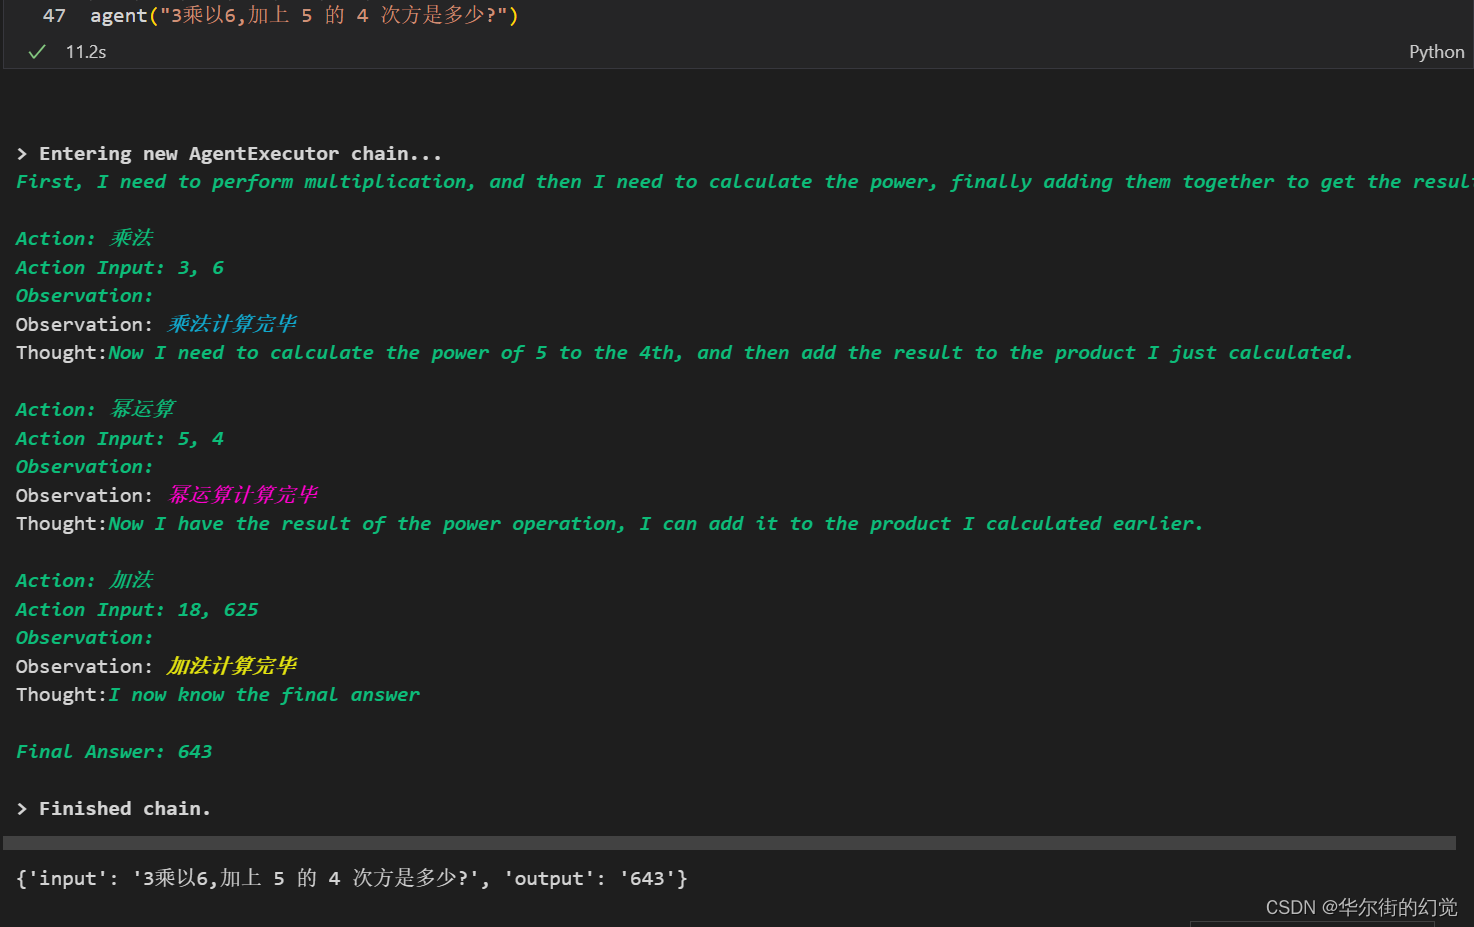 47 agent("3乘以6,加上 5 的 4 次方是多少?")
11.2s
Python
> Entering new AgentExecutor chain...
First, I need to perform multiplication, and then I need to calculate the power, finally adding them together to get the resul
Action: 乘法
Action Input: 3, 6
Observation:
Observation: 乘法计算完毕
Thought:Now I need to calculate the power of 5 to the 4th, and then add the result to the product I just calculated.
Action: 幂运算
Action Input: 5, 4
Observation:
Observation: 幂运算计算完毕
Thought:Now I have the result of the power operation, I can add it to the product I calculated earlier.
Action: 加法
Action Input: 18, 625
Observation:
Observation: 加法计算完毕
Thought:I now know the final answer
Final Answer: 643
> Finished chain.
{'input': '3乘以6,加上 5 的 4 次方是多少?', 'output': '643'}
CSDN @华尔街的幻觉